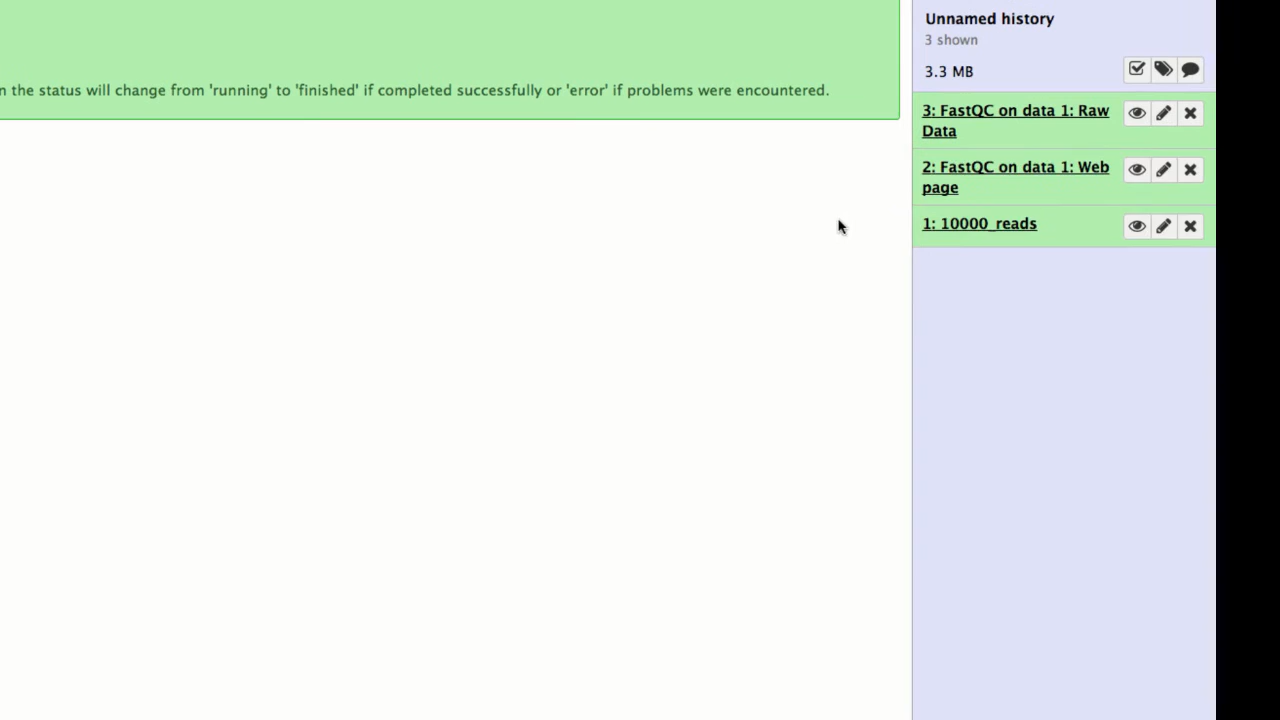 n the status will change from 'running' to 'finished' if completed successfully or 'error' if problems were encountered.
Unnamed history
3 shown
3.3 MB
3: FastQC on data 1: Raw
Data
2: FastQC on data 1: Web
page
1: 10000_reads